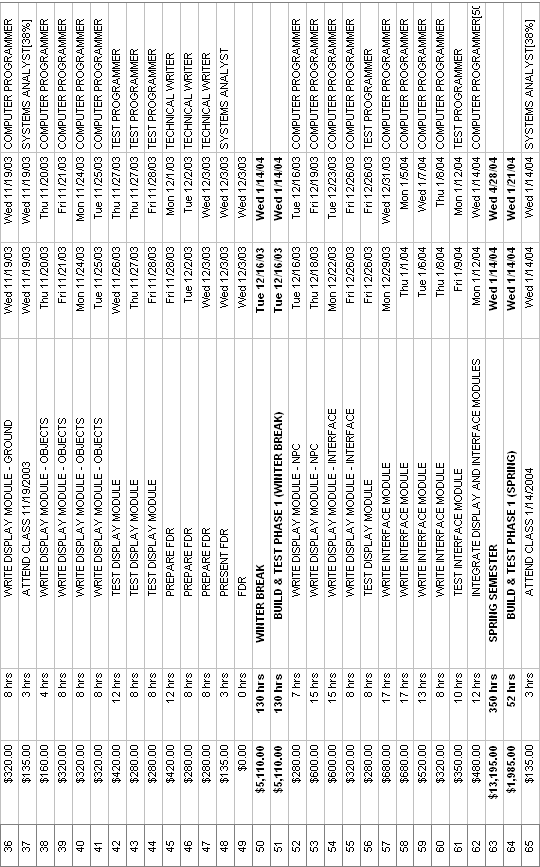 36 $320.00 8 hrs WRITE DISPLAY MODULE - GROUND Wed 11/19/03 Wed 11/19/03 COMPUTER PROGRAMMER
37 $135.00 3 hrs ATTEND CLASS 11/19/2003 Wed 11/19/03 Wed 11/19/03 SYSTEMS ANALYST[38%]
38 $160.00 4 hrs WRITE DISPLAY MODULE - OBJECTS Thu 11/20/03 Thu 11/20/03 COMPUTER PROGRAMMER
39 $320.00 8 hrs WRITE DISPLAY MODULE - OBJECTS Fri 11/21/03 Fri 11/21/03 COMPUTER PROGRAMMER
40 $320.00 8 hrs WRITE DISPLAY MODULE - OBJECTS Mon 11/24/03 Mon 11/24/03 COMPUTER PROGRAMMER
41 $320.00 8 hrs WRITE DISPLAY MODULE - OBJECTS Tue 11/25/03 Tue 11/25/03 COMPUTER PROGRAMMER
42 $420.00 12 hrs TEST DISPLAY MODULE Wed 11/26/03 Thu 11/27/03 TEST PROGRAMMER
43 $280.00 8 hrs TEST DISPLAY MODULE Thu 11/27/03 Thu 11/27/03 TEST PROGRAMMER
44 $280.00 8 hrs TEST DISPLAY MODULE Fri 11/28/03 Fri 11/28/03 TEST PROGRAMMER
45 $420.00 12 hrs PREPARE FDR Fri 11/28/03 Mon 12/1/03 TECHNICAL WRITER
46 $280.00 8 hrs PREPARE FDR Tue 12/2/03 Tue 12/2/03 TECHNICAL WRITER
47 $280.00 8 hrs PREPARE FDR Wed 12/3/03 Wed 12/3/03 TECHNICAL WRITER
48 $135.00 3 hrs PRESENT FDR Wed 12/3/03 Wed 12/3/03 SYSTEMS ANALYST
49 $0.00 0 hrs FDR Wed 12/3/03 Wed 12/3/03
50 $5,110.00 130 hrs WINTER BREAK Tue 12/16/03 Wed 1/14/04
51 $5,110.00 130 hrs BUILD & TEST PHASE 1 (WINTER BREAK) Tue 12/16/03 Wed 1/14/04
52 $280.00 7 hrs WRITE DISPLAY MODULE - NPC Tue 12/16/03 Tue 12/16/03 COMPUTER PROGRAMMER
53 $600.00 15 hrs WRITE DISPLAY MODULE - NPC Thu 12/18/03 Fri 12/19/03 COMPUTER PROGRAMMER
54 $600.00 15 hrs WRITE DISPLAY MODULE - INTERFACE Mon 12/22/03 Tue 12/23/03 COMPUTER PROGRAMMER
55 $320.00 8 hrs WRITE DISPLAY MODULE - INTERFACE Fri 12/26/03 Fri 12/26/03 COMPUTER PROGRAMMER
56 $280.00 8 hrs TEST DISPLAY MODULE Fri 12/26/03 Fri 12/26/03 TEST PROGRAMMER
57 $680.00 17 hrs WRITE INTERFACE MODULE Mon 12/29/03 Wed 12/31/03 COMPUTER PROGRAMMER
58 $680.00 17 hrs WRITE INTERFACE MODULE Thu 1/1/04 Mon 1/5/04 COMPUTER PROGRAMMER
59 $520.00 13 hrs WRITE INTERFACE MODULE Tue 1/6/04 Wed 1/7/04 COMPUTER PROGRAMMER
60 $320.00 8 hrs WRITE INTERFACE MODULE Thu 1/8/04 Thu 1/8/04 COMPUTER PROGRAMMER
61 $350.00 10 hrs TEST INTERFACE MODULE Fri 1/9/04 Mon 1/12/04 TEST PROGRAMMER
62 $480.00 12 hrs INTEGRATE DISPLAY AND INTERFACE MODULES Mon 1/12/04 Wed 1/14/04 COMPUTER PROGRAMMER[50
63 $13,195.00 350 hrs SPRING SEMESTER Wed 1/14/04 Wed 4/28/04
64 $1,985.00 52 hrs BUILD & TEST PHASE 1 (SPRING) Wed 1/14/04 Wed 1/21/04
65 $135.00 3 hrs ATTEND CLASS 1/14/2004 Wed 1/14/04 Wed 1/14/04 SYSTEMS ANALYST[38%]